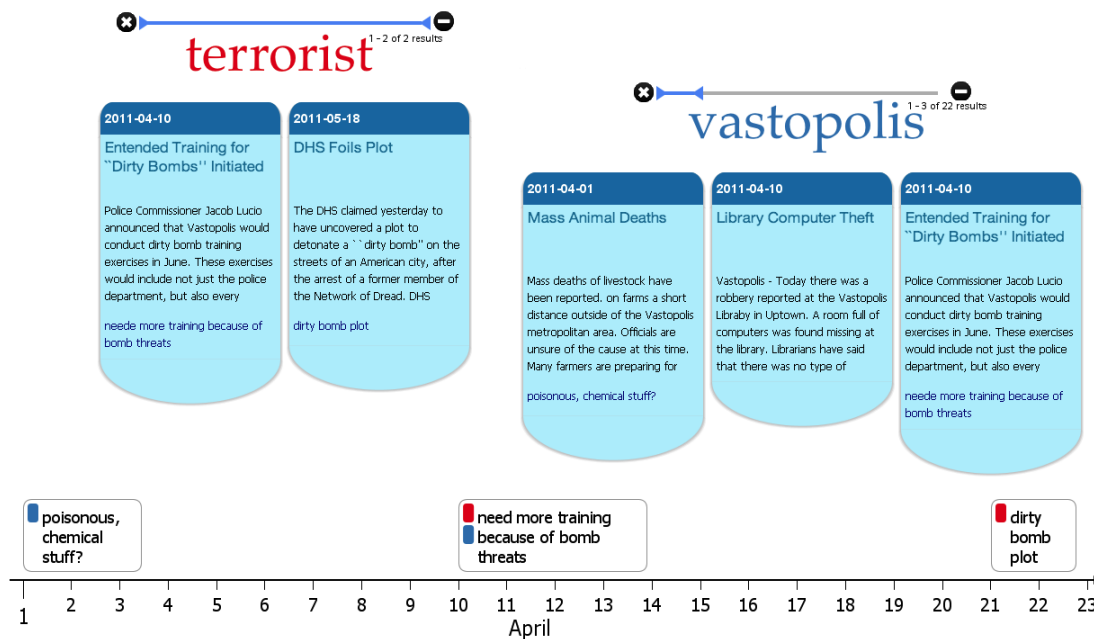 1 - 2 of 2 results
terrorist
2011-04-10
Entended Training for
``Dirty Bombs'' Initiated
Police Commissioner Jacob Lucio
announced that Vastopolis would
conduct dirty bomb training
exercises in June. These exercises
would include not just the police
department, but also every
neede more training because of
bomb threats
2011-05-18
DHS Foils Plot
The DHS claimed yesterday to
have uncovered a plot to
detonate a ``dirty bomb'' on the
streets of an American city, after
the arrest of a former member of
the Network of Dread. DHS
dirty bomb plot
1 - 3 of 22 results
vastopolis
2011-04-01
Mass Animal Deaths
Mass deaths of livestock have
been reported. on farms a short
distance outside of the Vastopolis
metropolitan area. Officials are
unsure of the cause at this time.
Many farmers are preparing for
poisonous, chemical stuff?
2011-04-10
Library Computer Theft
Vastopolis - Today there was a
robbery reported at the Vastopolis
Libraby in Uptown. A room full of
computers was found missing at
the library. Librarians have said
that there was no type of
2011-04-10
Entended Training for
``Dirty Bombs'' Initiated
Police Commissioner Jacob Lucio
announced that Vastopolis would
conduct dirty bomb training
exercises in June. These exercises
would include not just the police
department, but also every
neede more training because of
bomb threats
poisonous,
chemical
stuff?
need more training
because of bomb
threats
dirty
bomb
plot
1 2 3 4 5 6 7 8 9 10 11 12 13 14 15 16 17 18 19 20 21 22 23
April